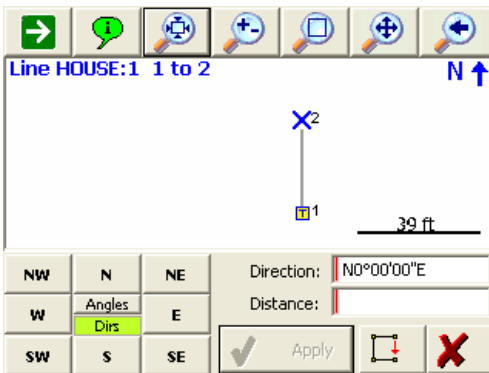 Line HOUSE:1 1 to 2
N
2
1
T
39 ft
NW N NE
W Angles E
Dirs
SW S SE
Direction: N0°00'00"E
Distance:
Apply